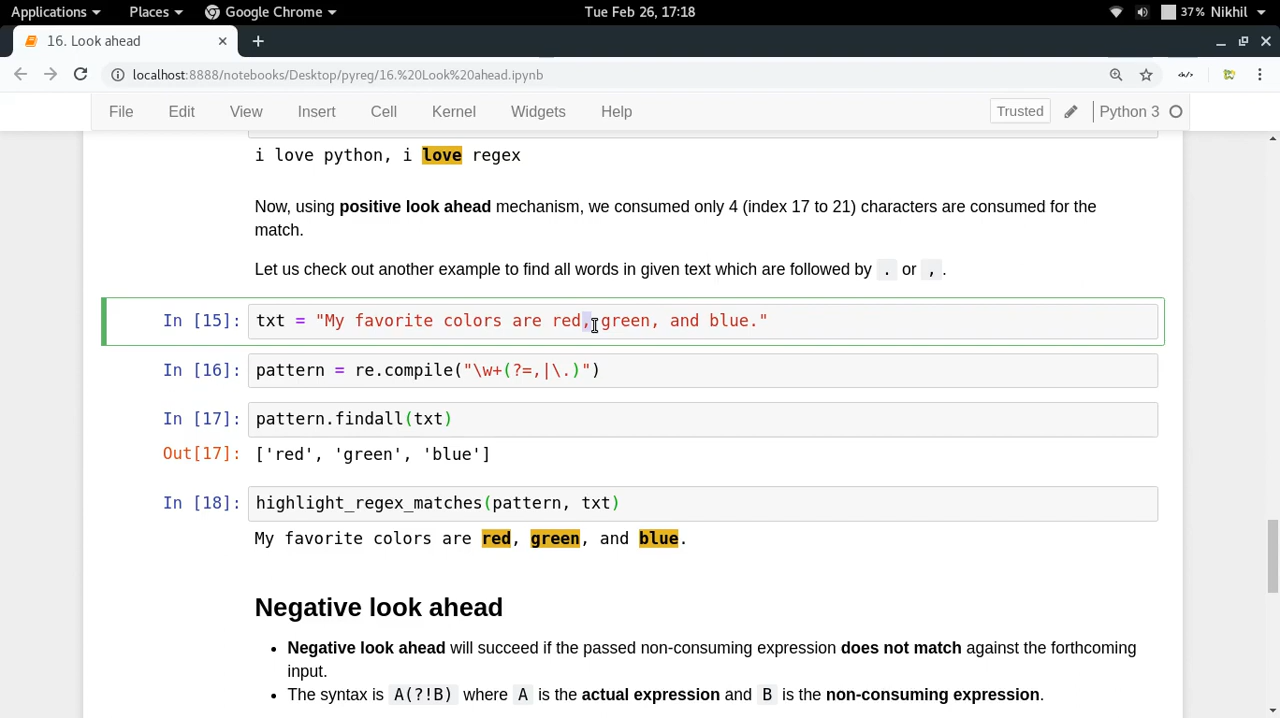 Applications Places Google Chrome Tue Feb 26, 17:18 37% Nikhil
16. Look ahead
localhost:8888/notebooks/Desktop/pyreg/16.%20Look%20ahead.ipynb
File Edit View Insert Cell Kernel Widgets Help Trusted Python 3
i love python, i love regex
Now, using positive look ahead mechanism, we consumed only 4 (index 17 to 21) characters are consumed for the
match.
Let us check out another example to find all words in given text which are followed by . or , .
In [15]: txt = "My favorite colors are red, green, and blue."
In [16]: pattern = re.compile("\w+(?=,|\.)")
In [17]: pattern.findall(txt)
Out[17]: ['red', 'green', 'blue']
In [18]: highlight_regex_matches(pattern, txt)
My favorite colors are red, green, and blue.
Negative look ahead
• Negative look ahead will succeed if the passed non-consuming expression does not match against the forthcoming
input.
• The syntax is A(?!B) where A is the actual expression and B is the non-consuming expression.